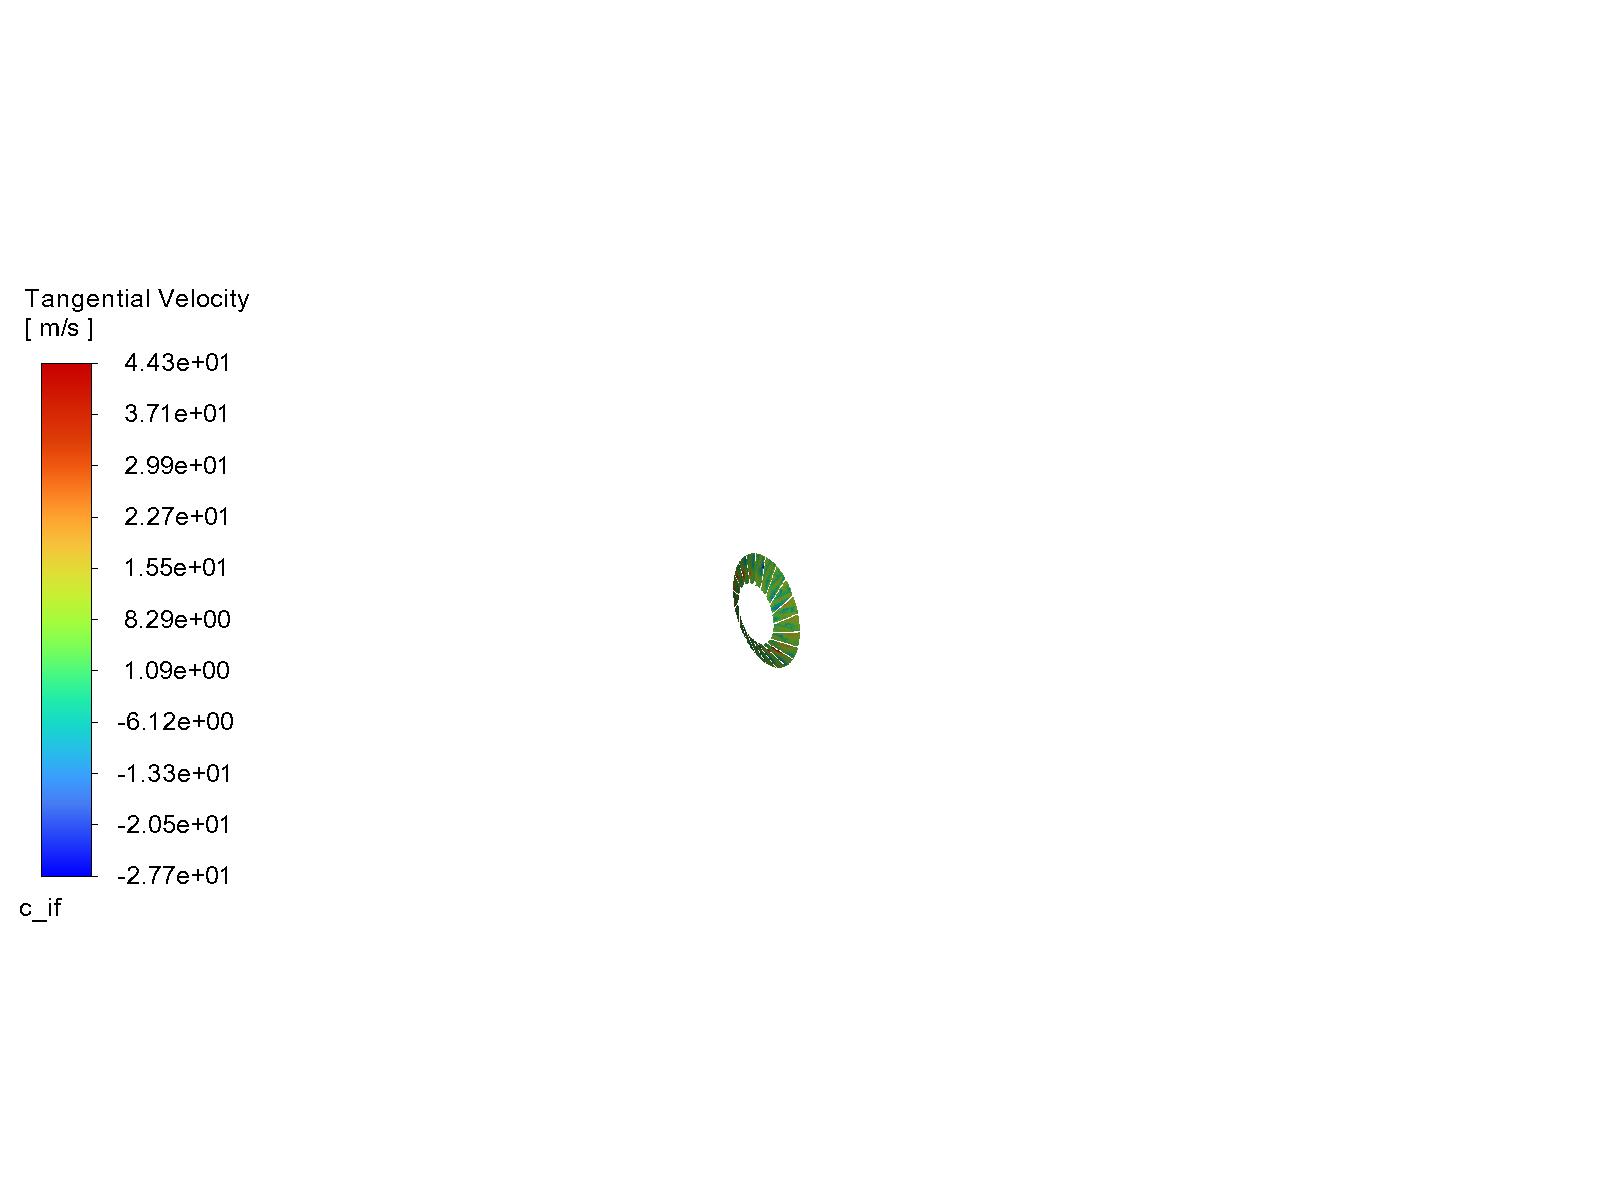 Tangential Velocity
[ m/s ]
4.43e+01
3.71e+01
2.99e+01
2.27e+01
1.55e+01
8.29e+00
1.09e+00
-6.12e+00
-1.33e+01
-2.05e+01
-2.77e+01
c_if